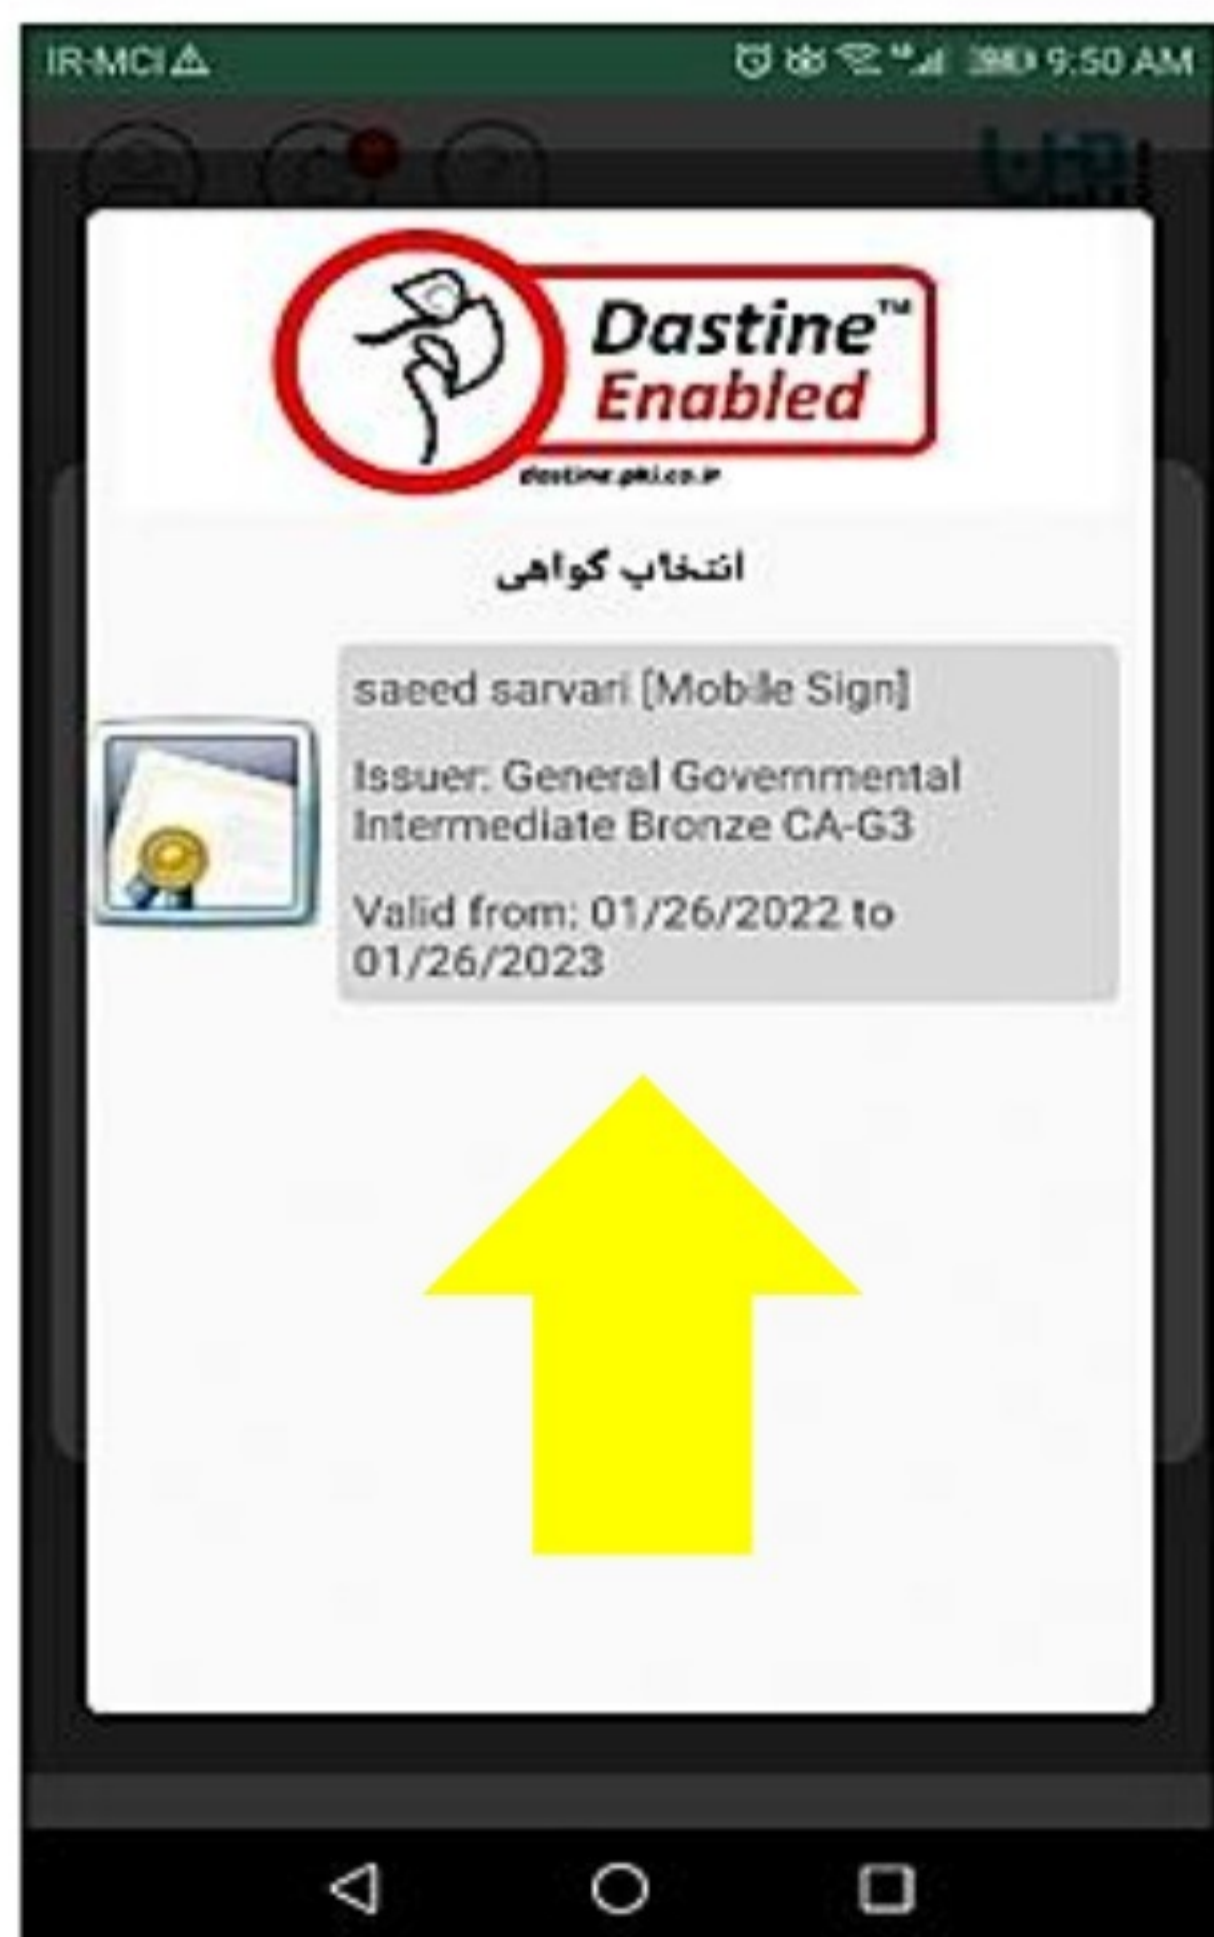 IR-MCI
9:50 AM
Dastine™
Enabled
dastine.pki.co.ir
انتخاب گواهی
saeed sarvari [Mobile Sign]
Issuer: General Governmental
Intermediate Bronze CA-G3
Valid from: 01/26/2022 to
01/26/2023